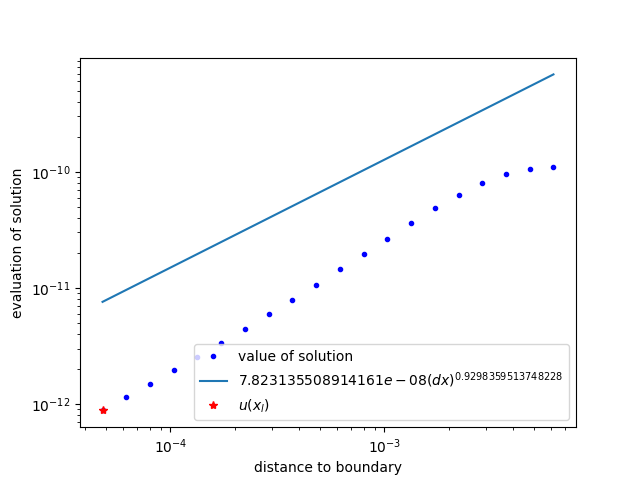 evaluation of solution
10⁻¹⁰
10⁻¹¹
10⁻¹²
value of solution
7.823135508914161e − 08(dx)^0.9298359513748228
u(x_l)
10⁻⁴
10⁻³
distance to boundary